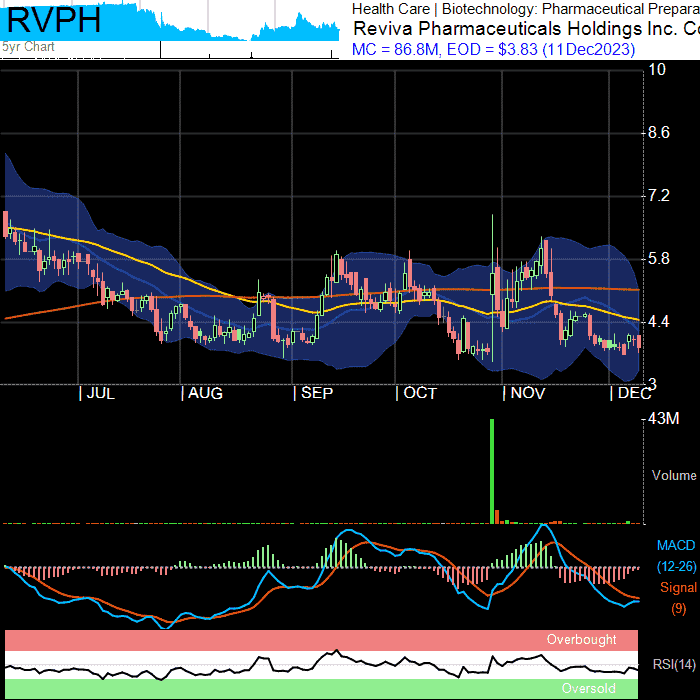 RVPH
5yr Chart
Health Care | Biotechnology: Pharmaceutical Prepara
Reviva Pharmaceuticals Holdings Inc. Co
MC = 86.8M, EOD = $3.83 (11Dec2023)
10
8.6
7.2
5.8
4.4
3
JUL AUG SEP OCT NOV DEC
43M
Volume
MACD
(12-26)
Signal
(9)
Overbought
RSI(14)
Oversold